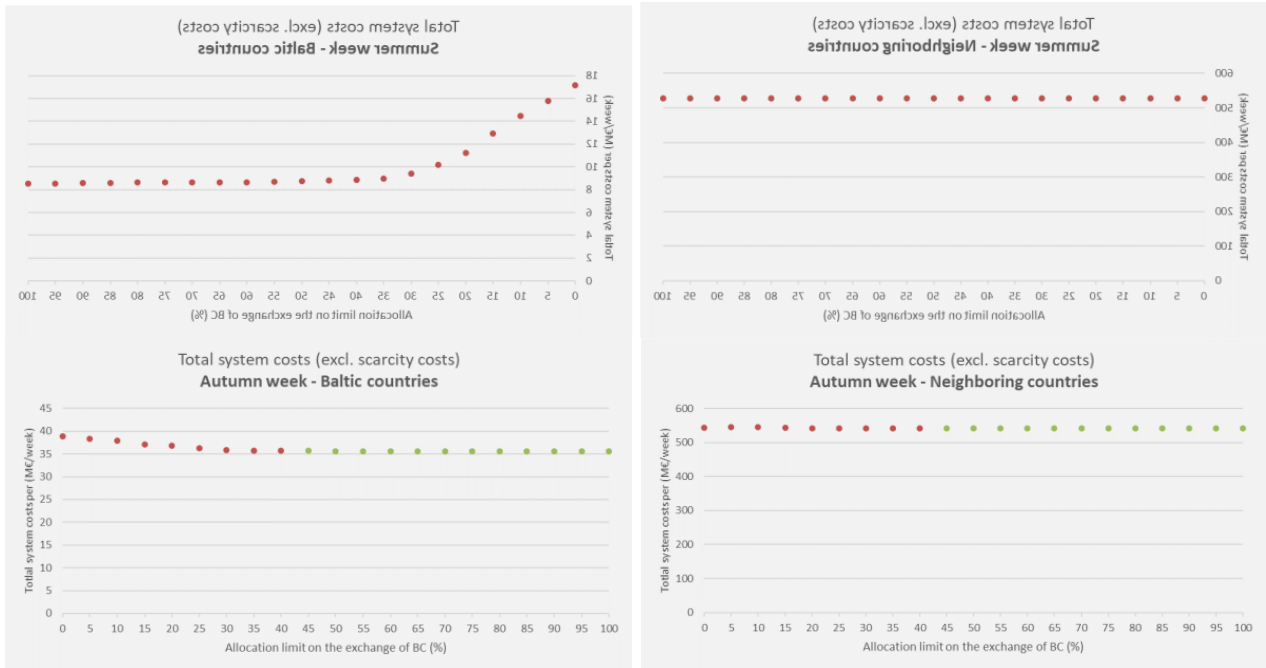 Total system costs (excl. scarcity costs)
Summer week - Baltic countries
18
16
14
12
10
8
6
4
2
0
Totlal system costs per (M€/week)
0 5 10 15 20 25 30 35 40 45 50 55 60 65 70 75 80 85 90 95 100
Allocation limit on the exchange of BC (%)
Total system costs (excl. scarcity costs)
Summer week - Neighboring countries
600
500
400
300
200
100
0
Totlal system costs per (M€/week)
0 5 10 15 20 25 30 35 40 45 50 55 60 65 70 75 80 85 90 95 100
Allocation limit on the exchange of BC (%)
Total system costs (excl. scarcity costs)
Autumn week - Baltic countries
45
40
35
30
25
20
15
10
5
0
Totlal system costs per (M€/week)
0 5 10 15 20 25 30 35 40 45 50 55 60 65 70 75 80 85 90 95 100
Allocation limit on the exchange of BC (%)
Total system costs (excl. scarcity costs)
Autumn week - Neighboring countries
600
500
400
300
200
100
0
Totlal system costs per (M€/week)
0 5 10 15 20 25 30 35 40 45 50 55 60 65 70 75 80 85 90 95 100
Allocation limit on the exchange of BC (%)